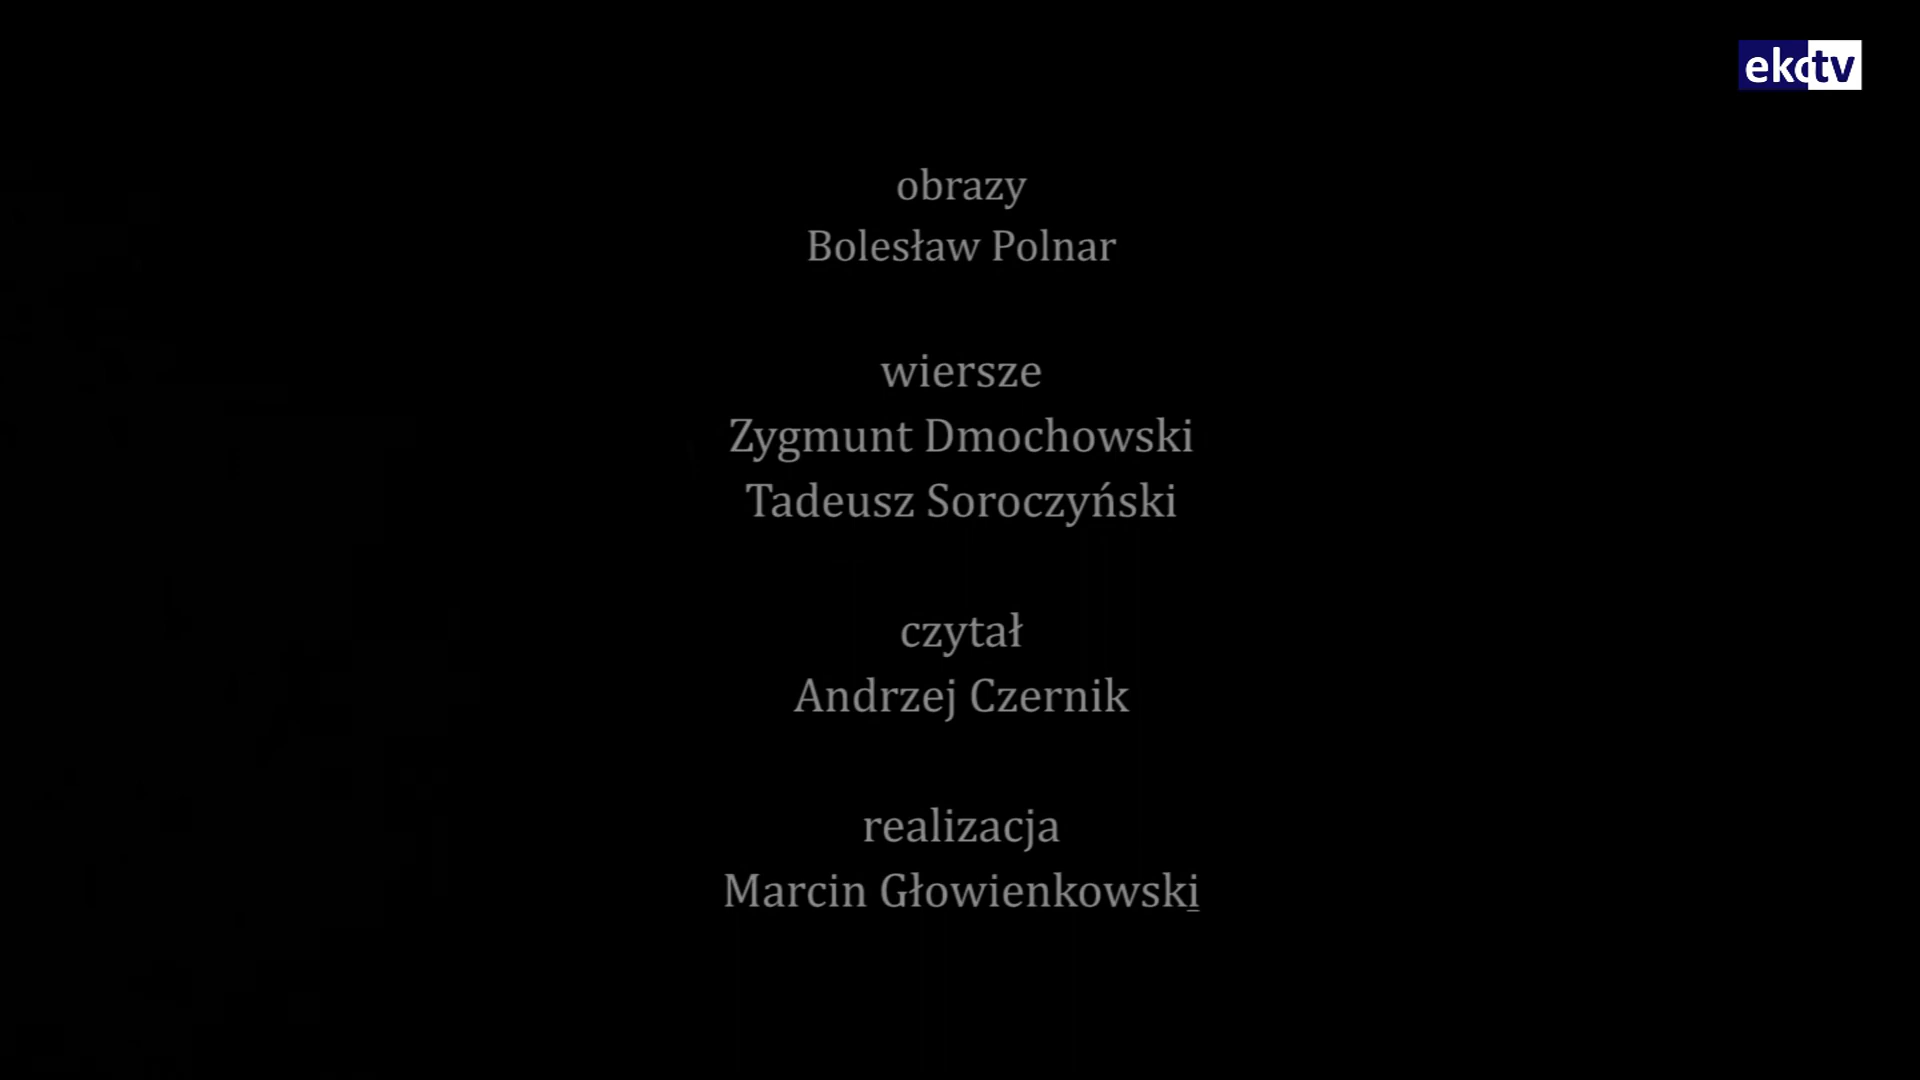 ekotv
obrazy
Bolesław Polnar
wiersze
Zygmunt Dmochowski
Tadeusz Soroczyński
czytał
Andrzej Czernik
realizacja
Marcin Głowienkowski